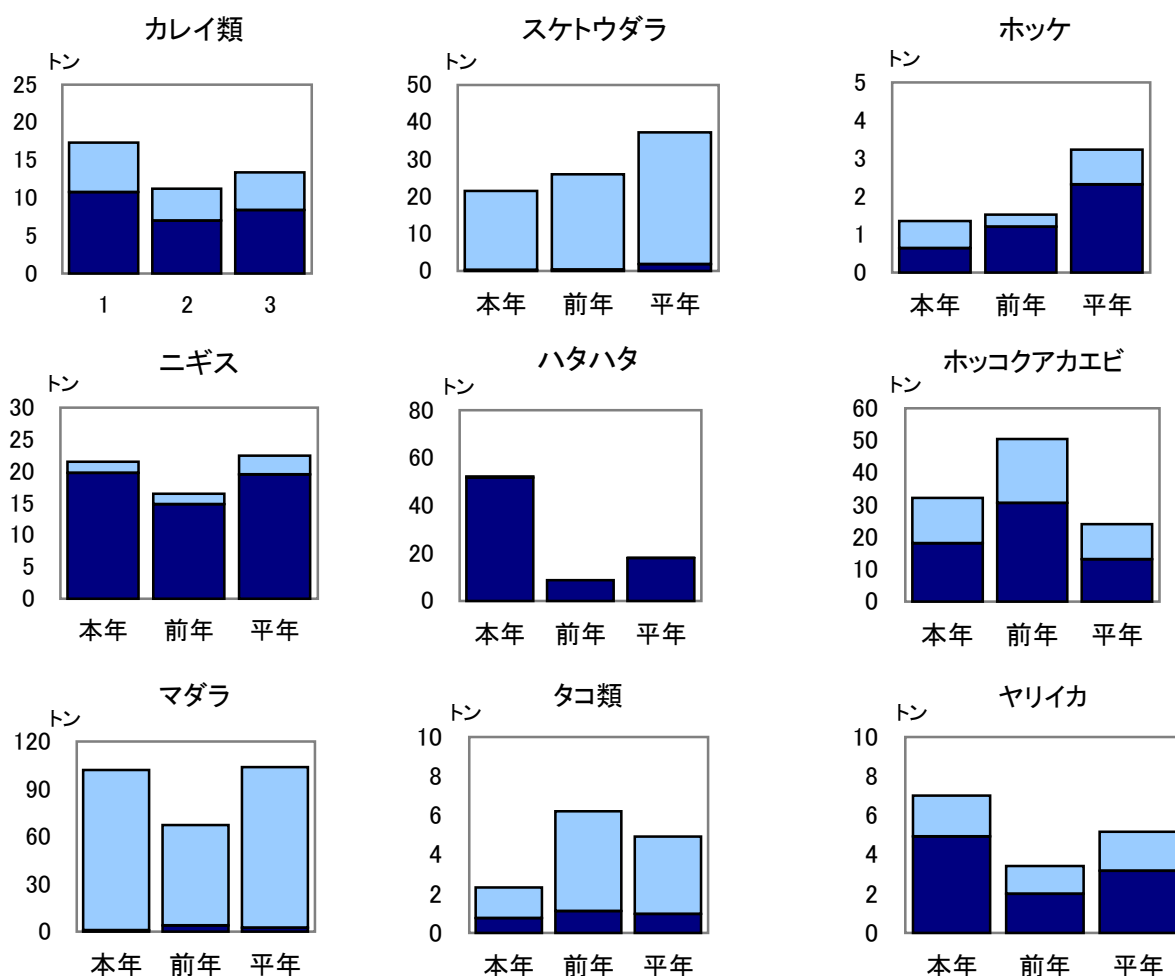 カレイ類
トン
25
20
15
10
5
0
1 2 3
スケトウダラ
トン
50
40
30
20
10
0
本年 前年 平年
ホッケ
トン
5
4
3
2
1
0
本年 前年 平年
ニギス
トン
30
25
20
15
10
5
0
本年 前年 平年
ハタハタ
トン
80
60
40
20
0
本年 前年 平年
ホッコクアカエビ
トン
60
50
40
30
20
10
0
本年 前年 平年
マダラ
トン
120
90
60
30
0
本年 前年 平年
タコ類
トン
10
8
6
4
2
0
本年 前年 平年
ヤリイカ
トン
10
8
6
4
2
0
本年 前年 平年